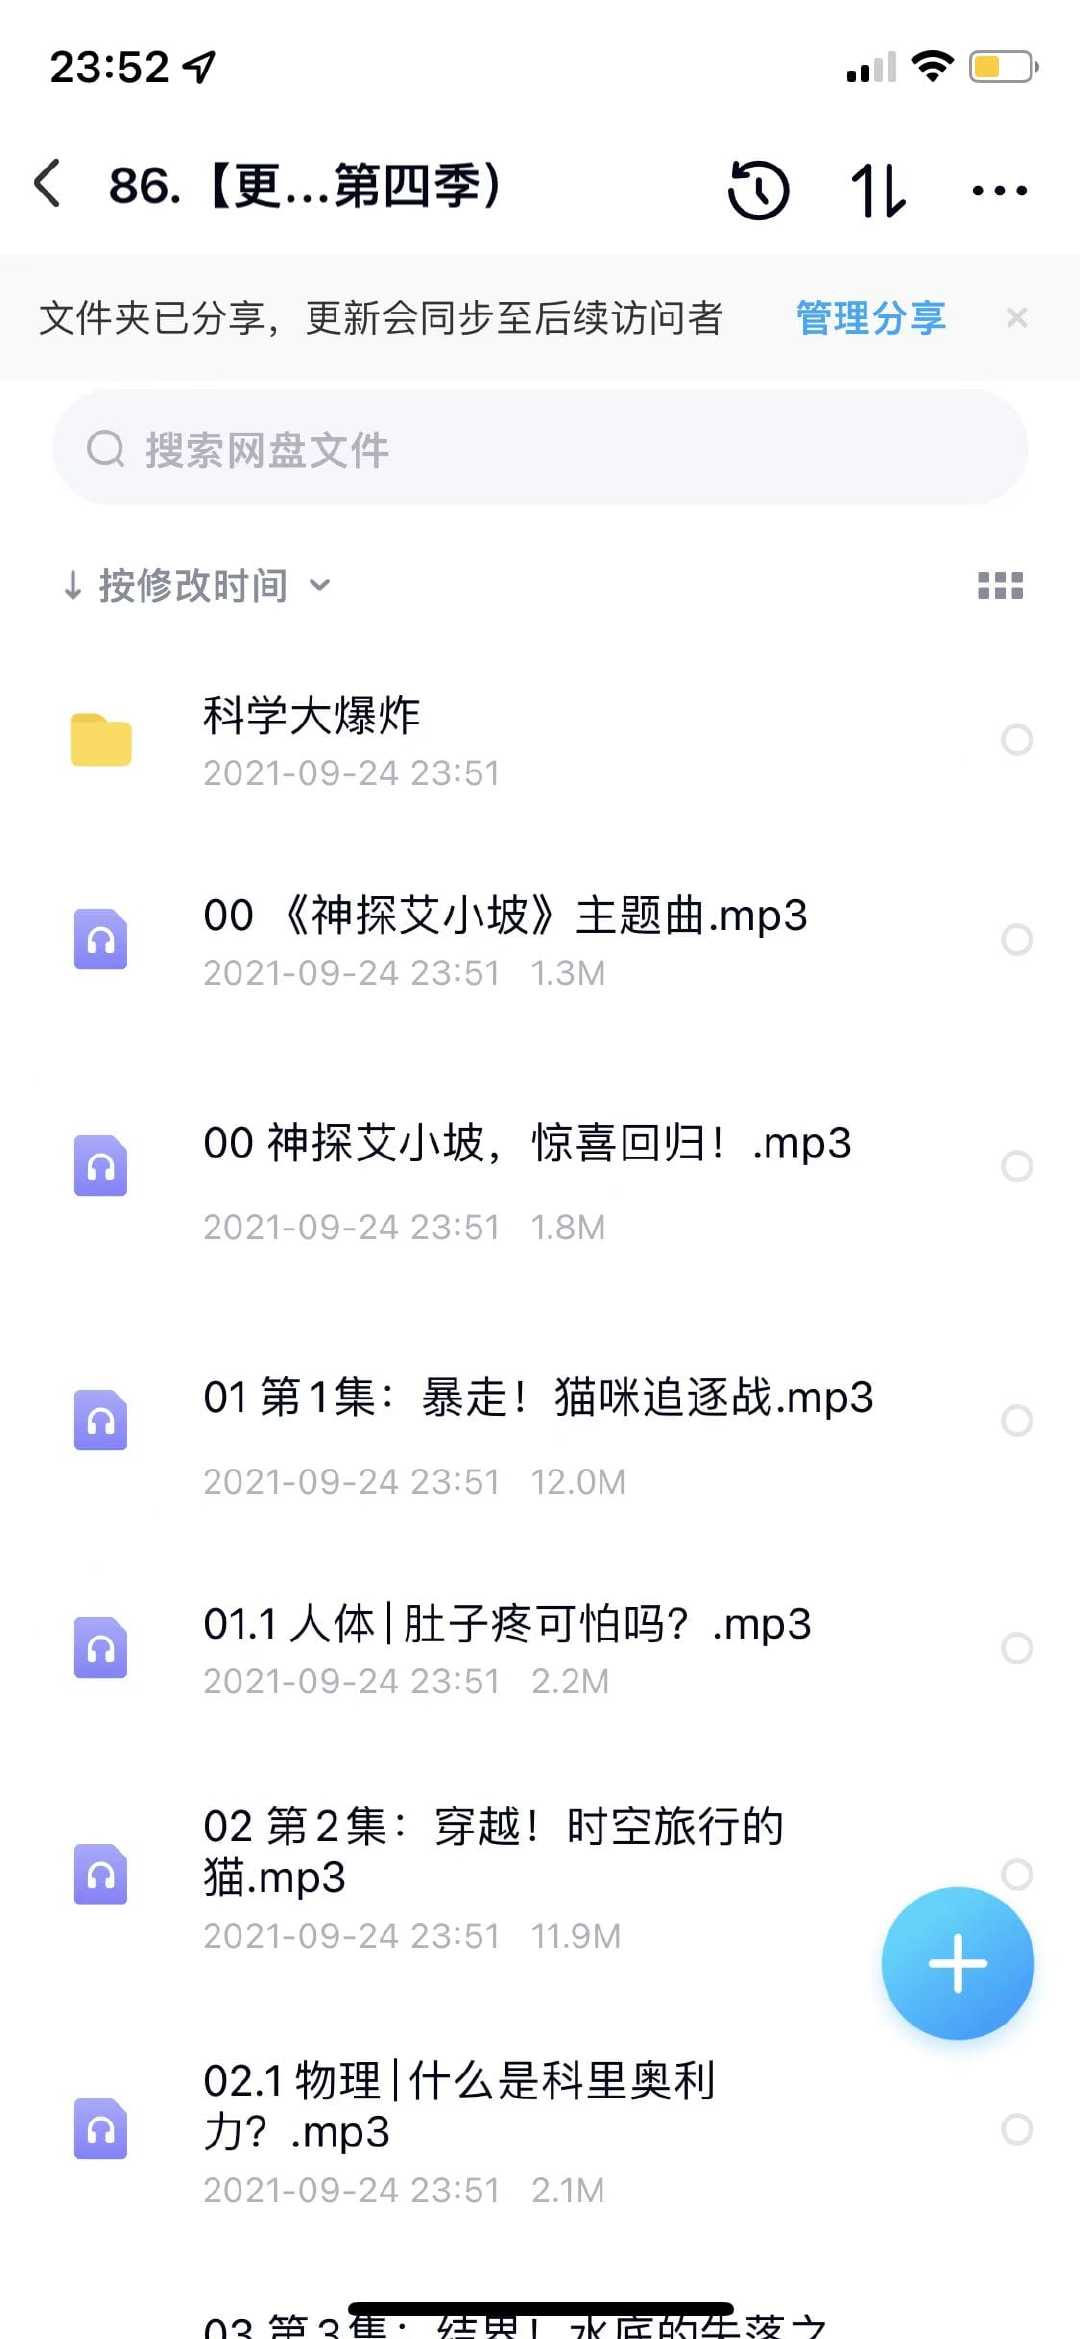 23:52
86.【更...第四季）
文件夹已分享，更新会同步至后续访问者 管理分享
搜索网盘文件
按修改时间
科学大爆炸
2021-09-24 23:51
00 《神探艾小坡》主题曲.mp3
2021-09-24 23:51 1.3M
00 神探艾小坡，惊喜回归！.mp3
2021-09-24 23:51 1.8M
01 第1集：暴走！猫咪追逐战.mp3
2021-09-24 23:51 12.0M
01.1 人体|肚子疼可怕吗？.mp3
2021-09-24 23:51 2.2M
02 第2集：穿越！时空旅行的
猫.mp3
2021-09-24 23:51 11.9M
02.1 物理|什么是科里奥利
力？.mp3
2021-09-24 23:51 2.1M
03 第3集：结界！水底的失落之